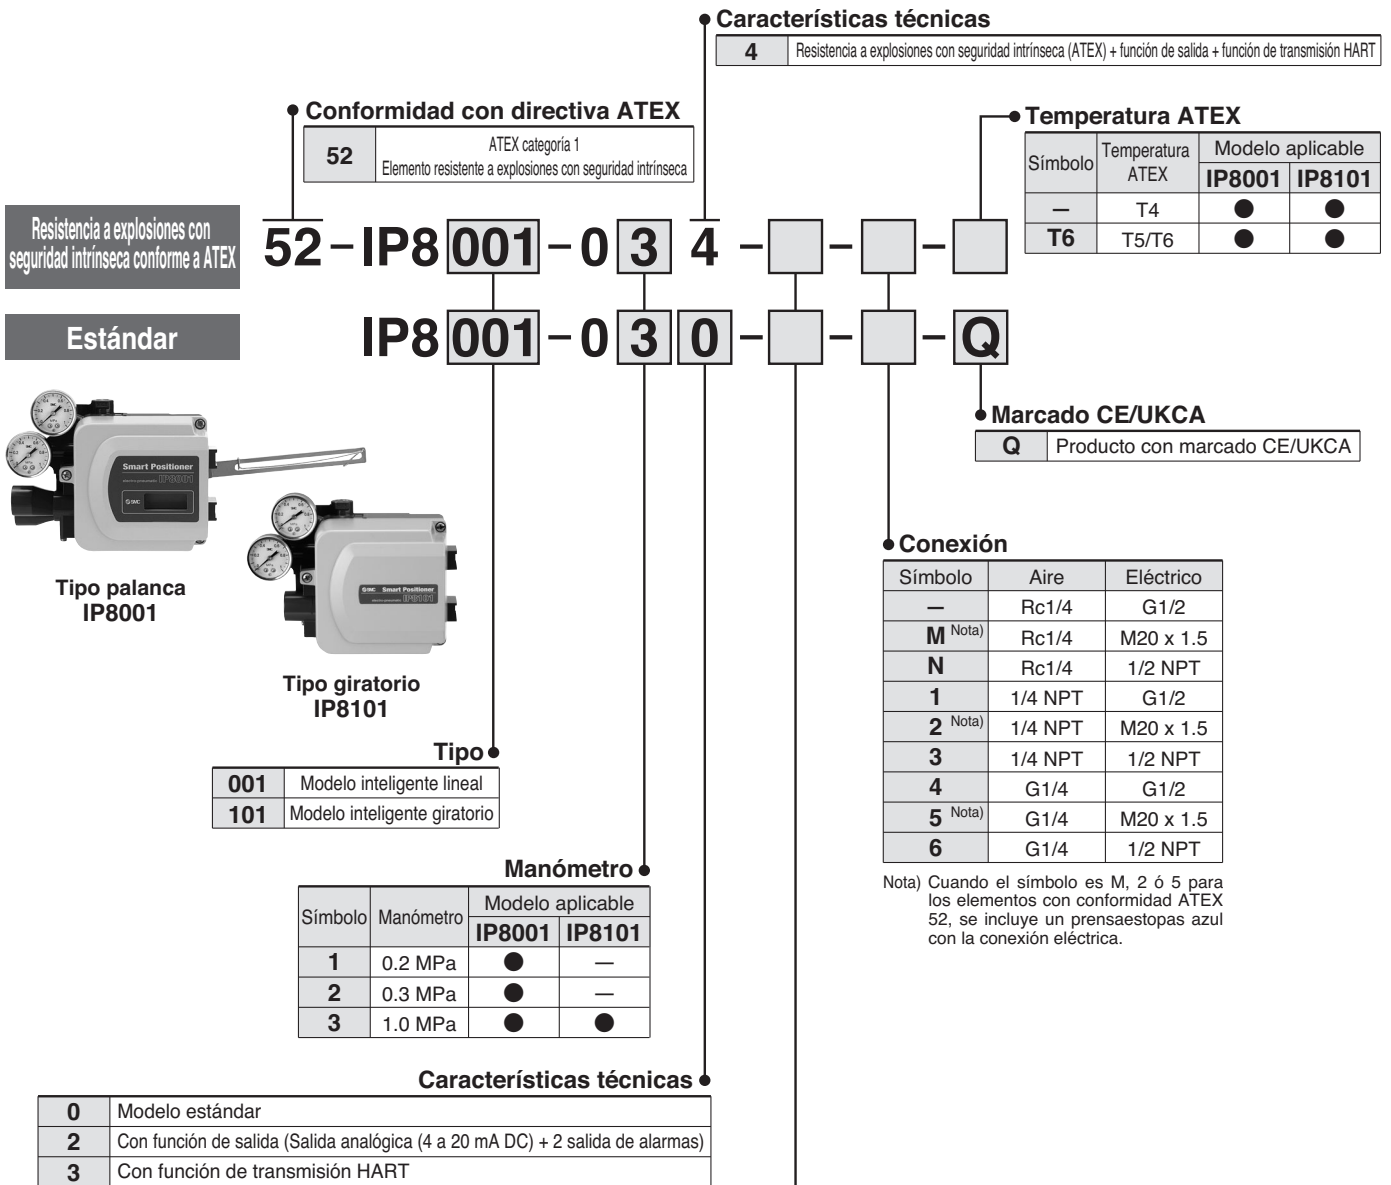 Características técnicas
4 Resistencia a explosiones con seguridad intrínseca (ATEX) + función de salida + función de transmisión HART
Conformidad con directiva ATEX
52 ATEX categoría 1
Elemento resistente a explosiones con seguridad intrínseca
Temperatura ATEX
Símbolo Temperatura ATEX Modelo aplicable
IP8001 IP8101
— T4 ● ●
T6 T5/T6 ● ●
Resistencia a explosiones con
seguridad intrínseca conforme a ATEX
52-IP8 001-0 3 4 - - -
Estándar
IP8 001-0 3 0 - - - Q
Marcado CE/UKCA
Q Producto con marcado CE/UKCA
Smart Positioner
IP8001
SMC
Tipo palanca
IP8001
SMC Smart Positioner
IP8101
Tipo giratorio
IP8101
Conexión
Símbolo Aire Eléctrico
— Rc1/4 G1/2
M Nota) Rc1/4 M20 x 1.5
N Rc1/4 1/2 NPT
1 1/4 NPT G1/2
2 Nota) 1/4 NPT M20 x 1.5
3 1/4 NPT 1/2 NPT
4 G1/4 G1/2
5 Nota) G1/4 M20 x 1.5
6 G1/4 1/2 NPT
Nota) Cuando el símbolo es M, 2 ó 5 para
los elementos con conformidad ATEX
52, se incluye un prensaestopas azul
con la conexión eléctrica.
Tipo
001 Modelo inteligente lineal
101 Modelo inteligente giratorio
Manómetro
Símbolo Manómetro Modelo aplicable
IP8001 IP8101
1 0.2 MPa ● —
2 0.3 MPa ● —
3 1.0 MPa ● ●
Características técnicas
0 Modelo estándar
2 Con función de salida (Salida analógica (4 a 20 mA DC) + 2 salida de alarmas)
3 Con función de transmisión HART